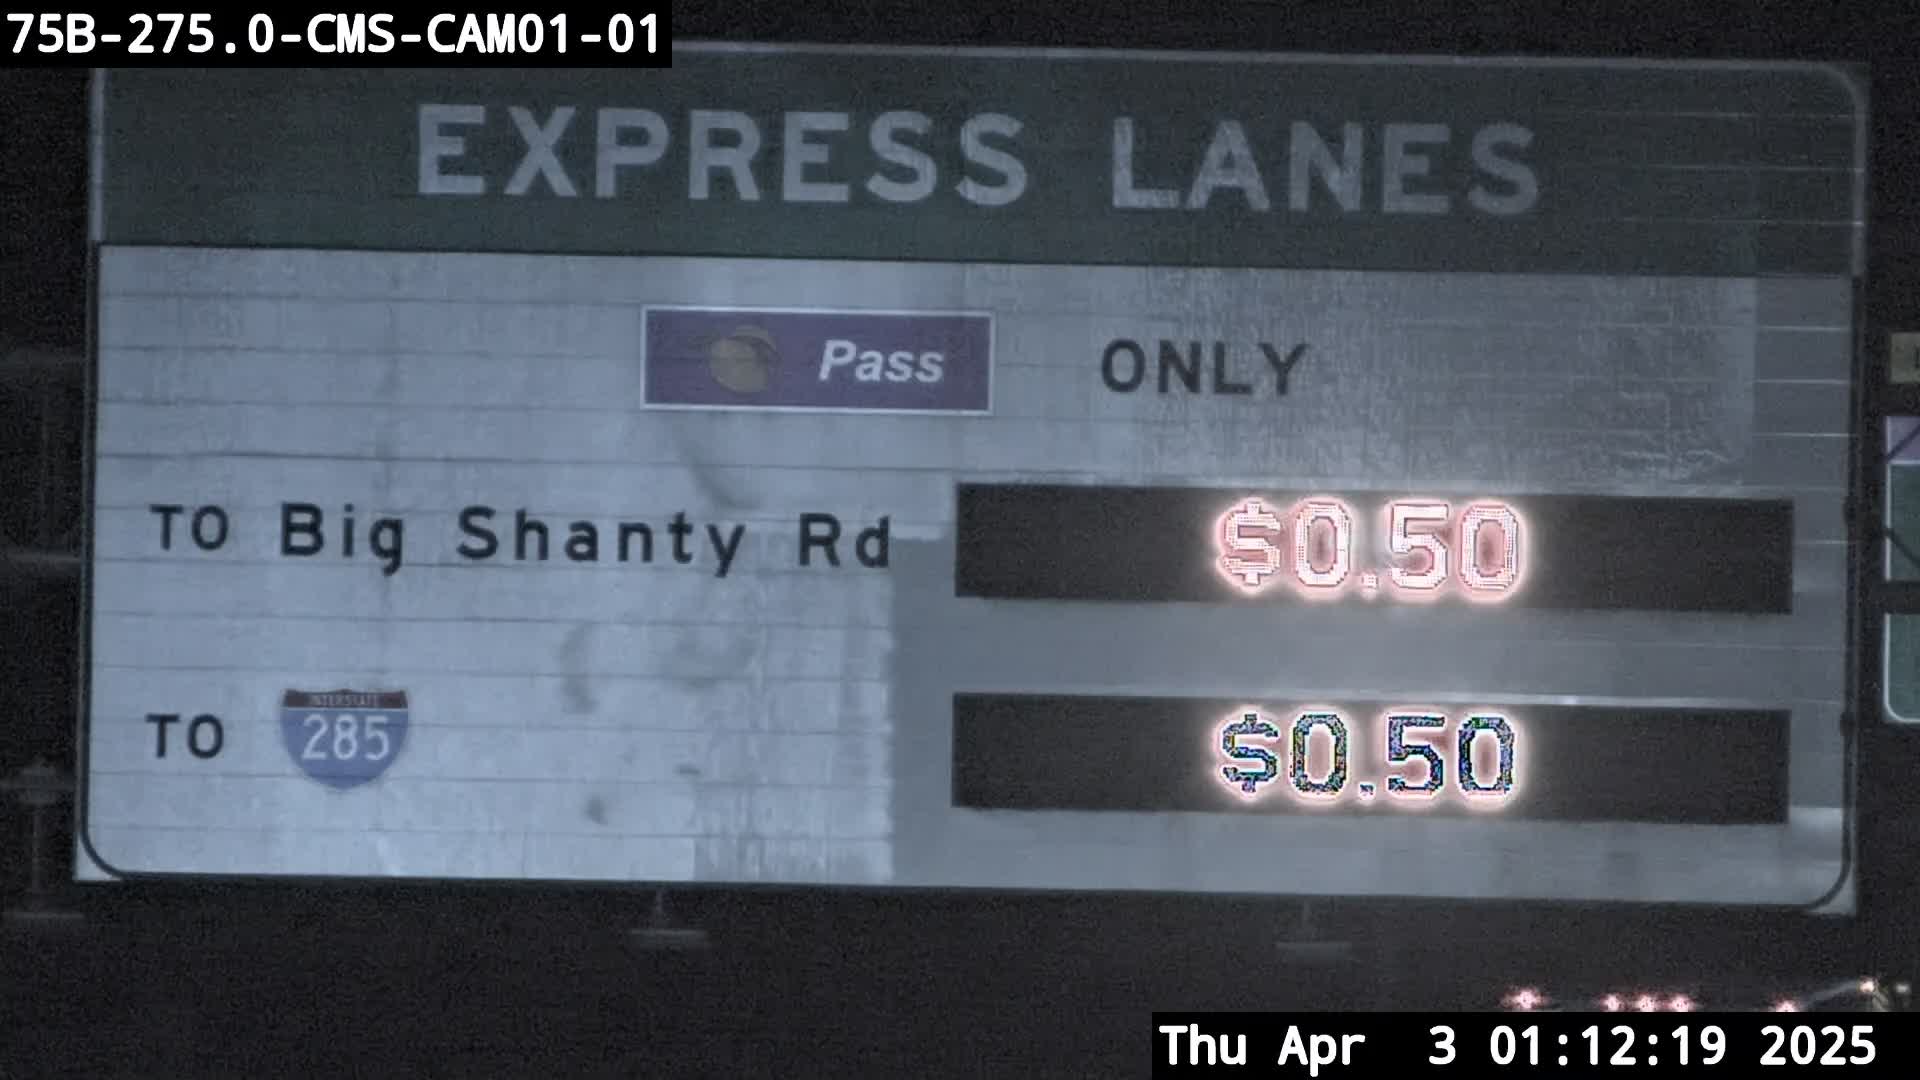 75B-275.0-CMS-CAM01-01
EXPRESS LANES
Pass ONLY
TO Big Shanty Rd $0.50
TO INTERSTATE 285 $0.50
Thu Apr 3 01:12:19 2025